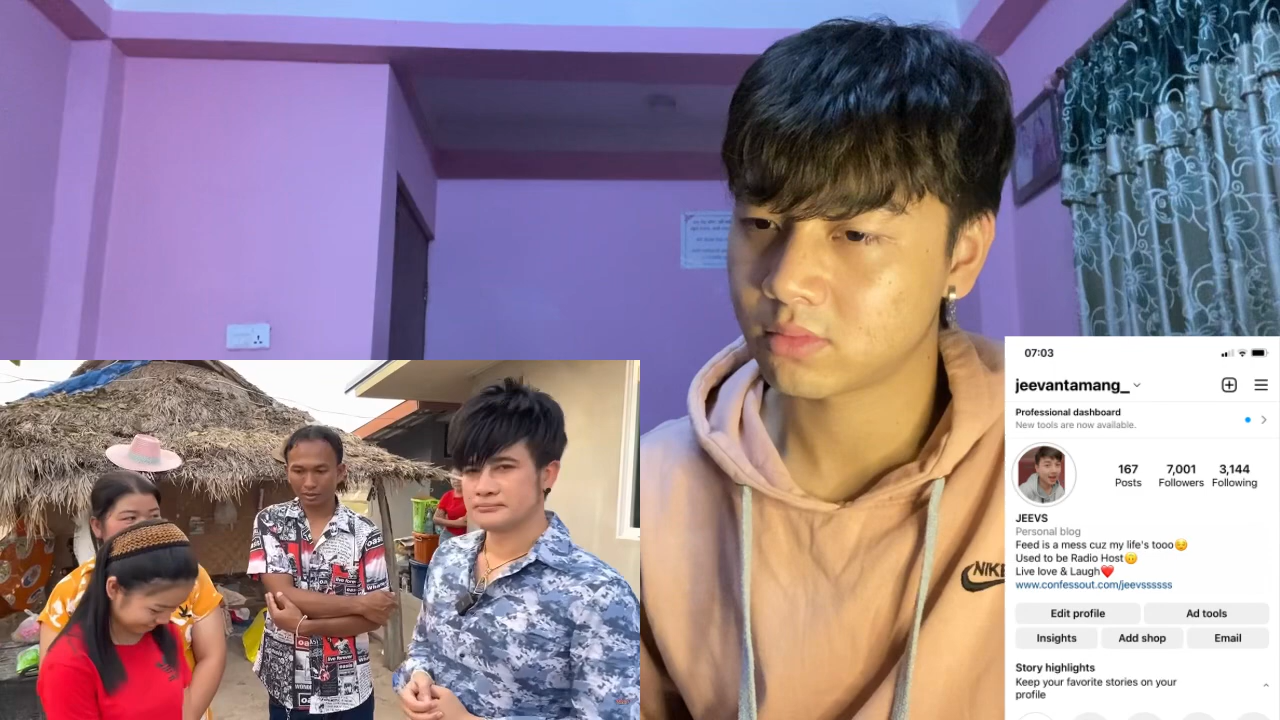 NIKE
07:03
jeevantamang_
Professional dashboard
New tools are now available.
167
7,001
3,144
Posts
Followers
Following
JEEVS
Personal blog
Feed is a mess cuz my life's tooo😥
Used to be Radio Host🙃
Live love & Laugh❤️
www.confessout.com/jeevssssss
Edit profile
Ad tools
Insights
Add shop
Email
Story highlights
Keep your favorite stories on your
profile
oasis
live forever